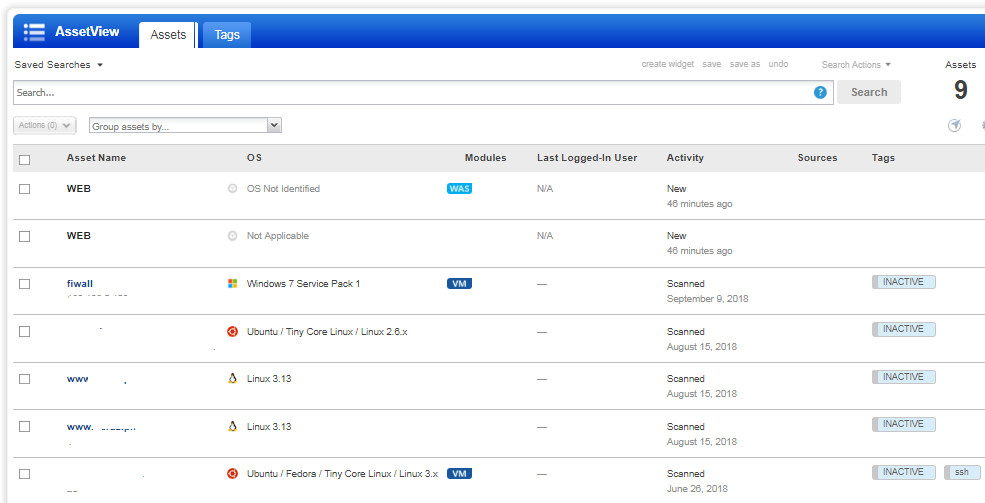 AssetView Assets Tags
Saved Searches create widget save save as undo Search Actions Assets
Search... ? Search 9
Actions (0) Group assets by...
Asset Name OS Modules Last Logged-In User Activity Sources Tags
WEB OS Not Identified WAS N/A New
46 minutes ago
WEB Not Applicable N/A New
46 minutes ago
fiwall Windows 7 Service Pack 1 VM — Scanned INACTIVE
September 9, 2018
Ubuntu / Tiny Core Linux / Linux 2.6.x — Scanned INACTIVE
August 15, 2018
www Linux 3.13 — Scanned INACTIVE
August 15, 2018
www. Linux 3.13 — Scanned INACTIVE
August 15, 2018
Ubuntu / Fedora / Tiny Core Linux / Linux 3.x VM — Scanned INACTIVE ssh
June 26, 2018